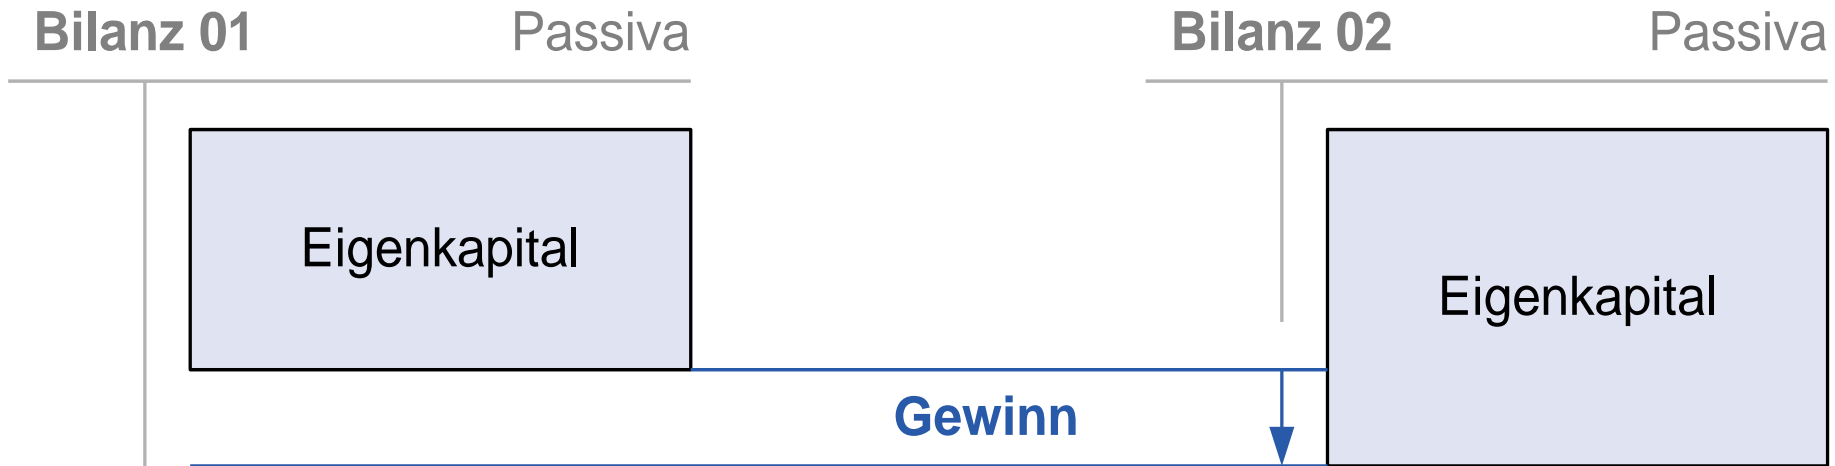 Bilanz 01 Passiva Bilanz 02 Passiva
Eigenkapital
Eigenkapital
Gewinn